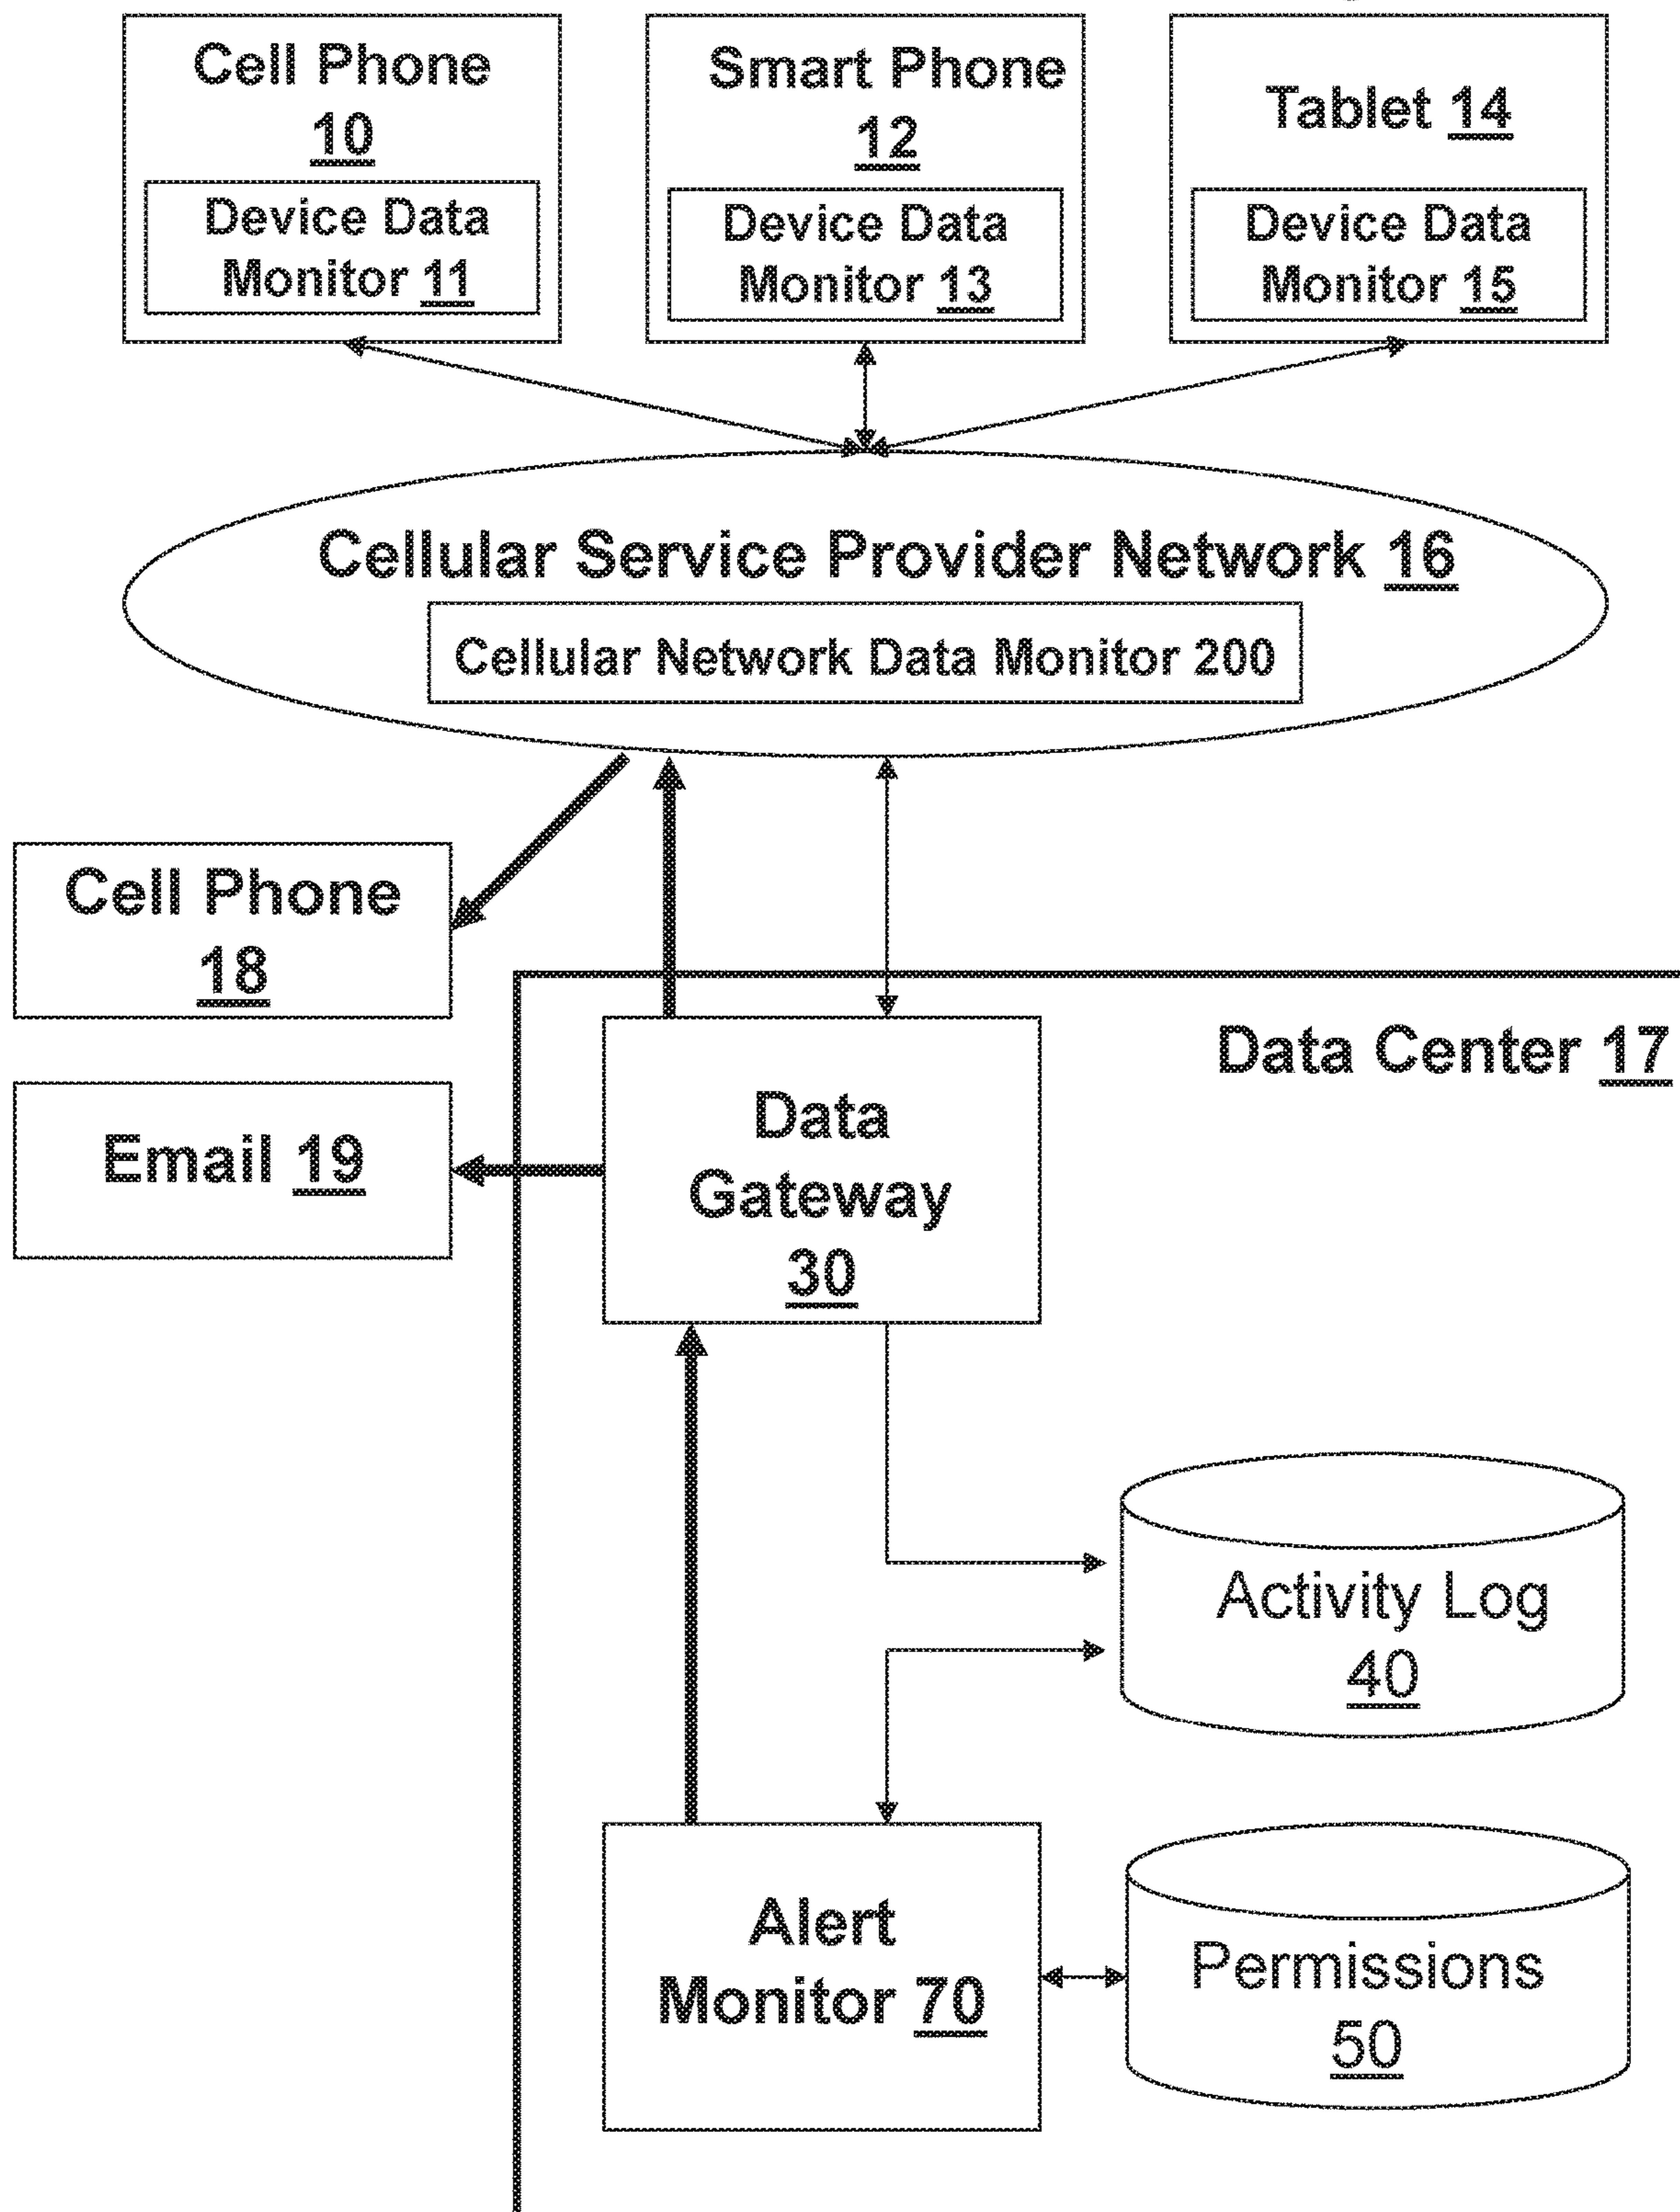 Cell Phone
10
Device Data
Monitor 11
Smart Phone
12
Device Data
Monitor 13
Tablet 14
Device Data
Monitor 15
Cellular Service Provider Network 16
Cellular Network Data Monitor 200
Cell Phone
18
Data Center 17
Email 19
Data
Gateway
30
Activity Log
40
Alert
Monitor 70
Permissions
50